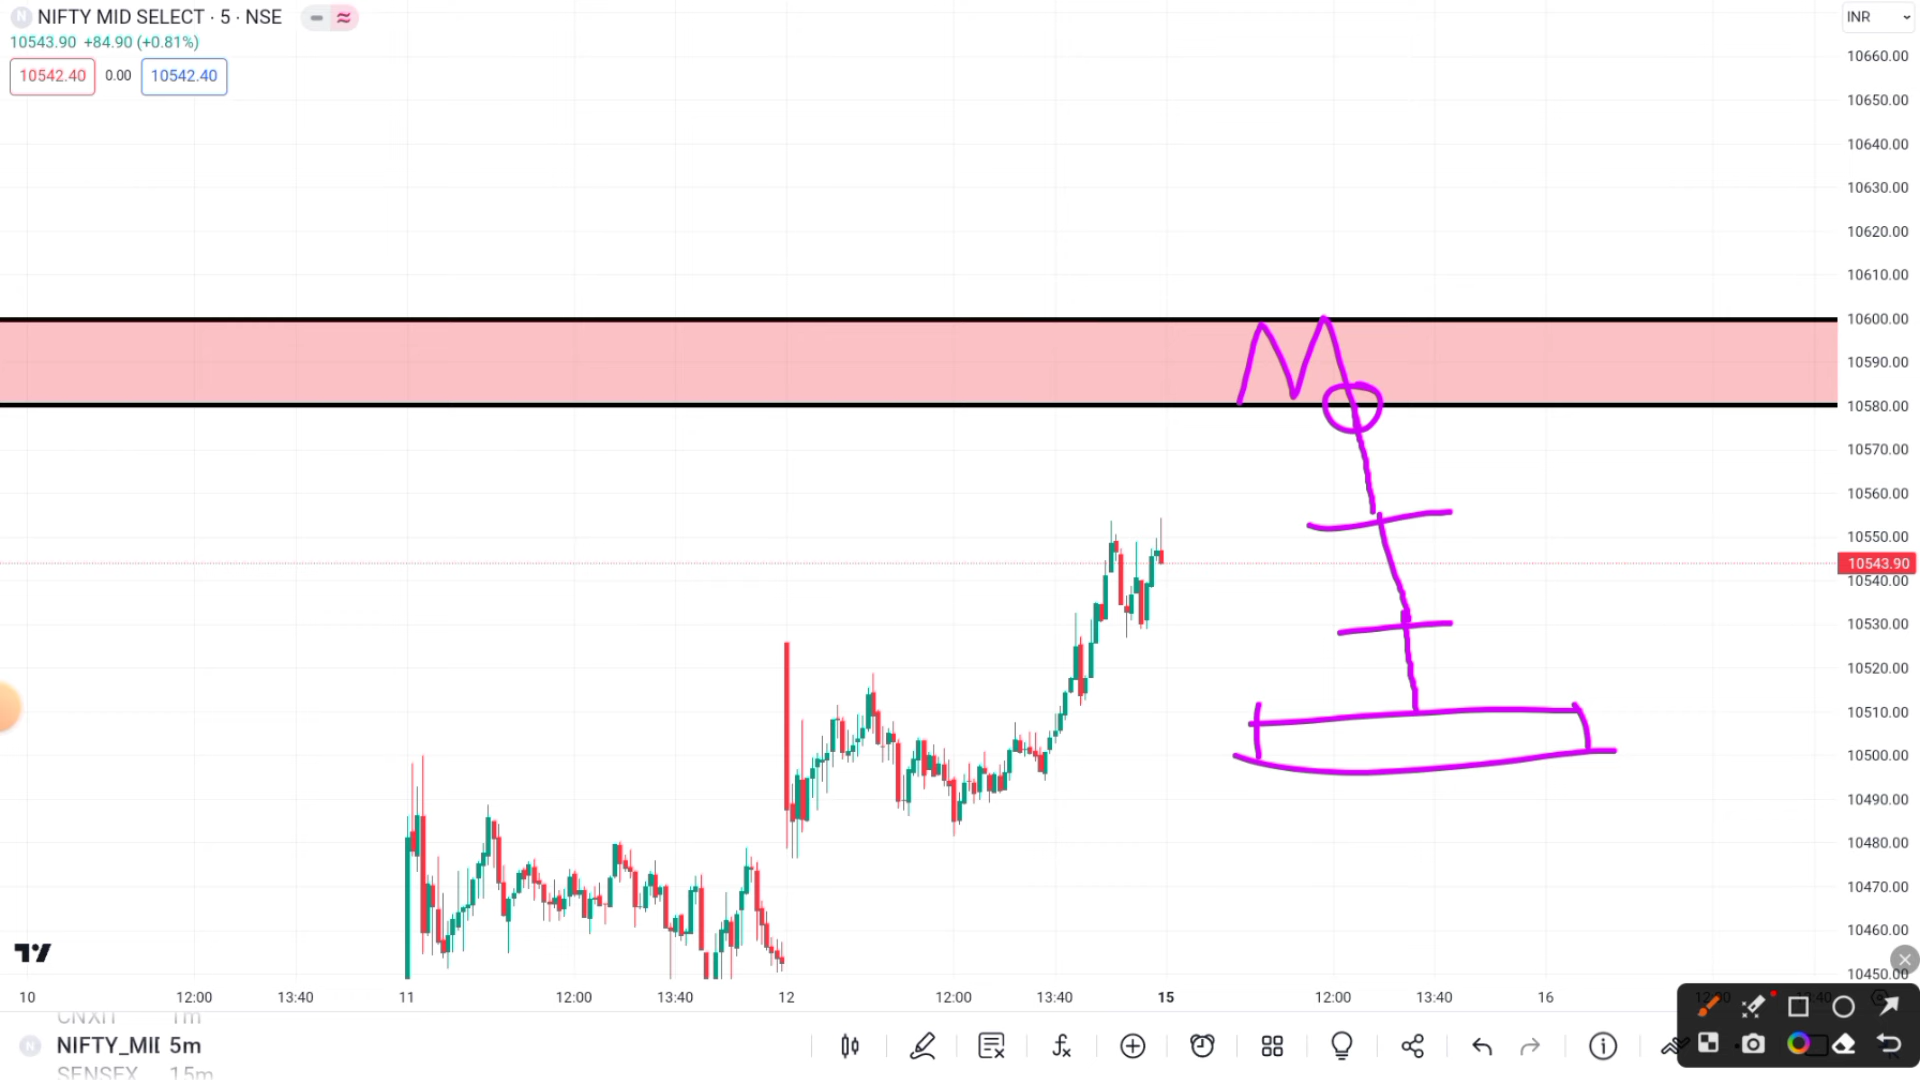 NIFTY MID SELECT · 5 · NSE
INR
10543.90 +84.90 (+0.81%)
10542.40 0.00 10542.40
10660.00
10650.00
10640.00
10630.00
10620.00
10610.00
10600.00
10590.00
10580.00
10570.00
10560.00
10550.00
10543.90
10540.00
10530.00
10520.00
10510.00
10500.00
10490.00
10480.00
10470.00
10460.00
10450.00
10 12:00 13:40 11 12:00 13:40 12 12:00 13:40 15 12:00 13:40 16
CNXIT 1m
NIFTY_MI 5m
SENSEX 15m